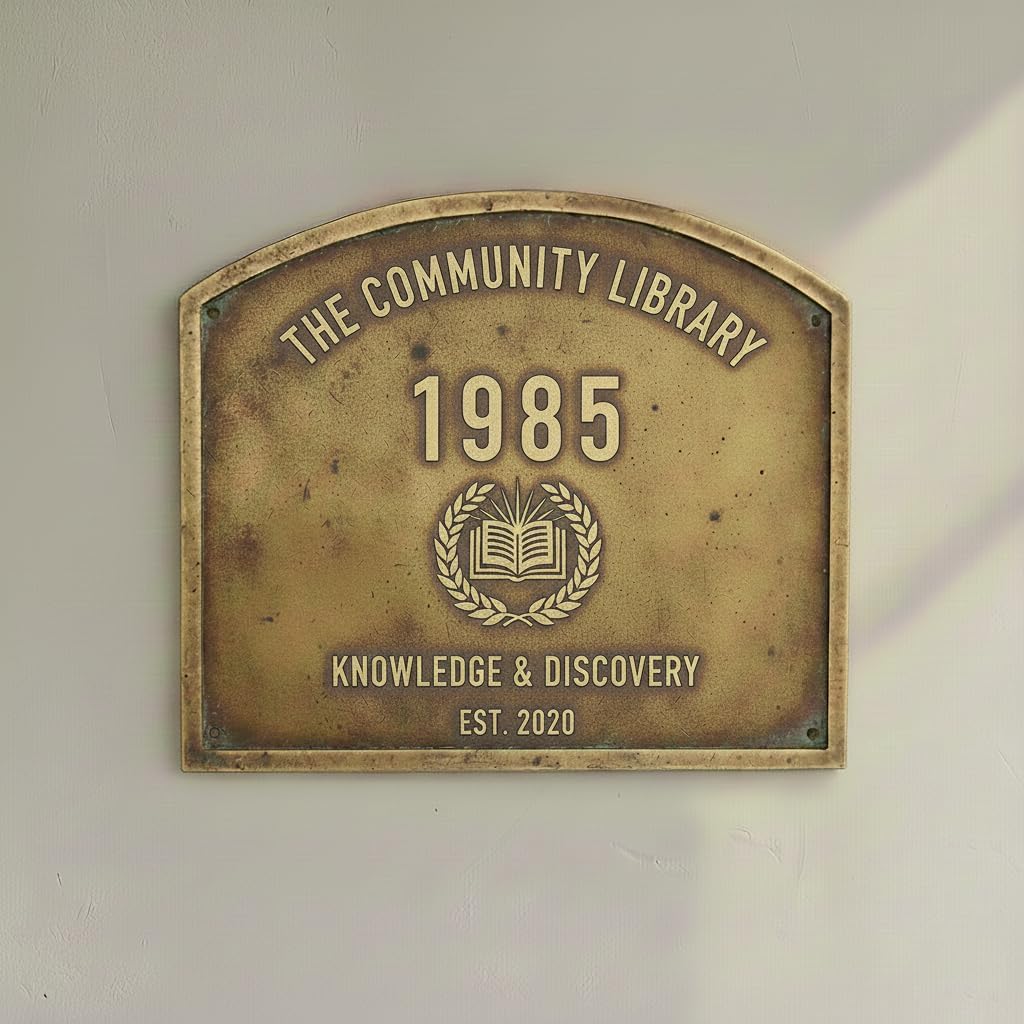 THE COMMUNITY LIBRARY
1985
KNOWLEDGE & DISCOVERY
EST. 2020